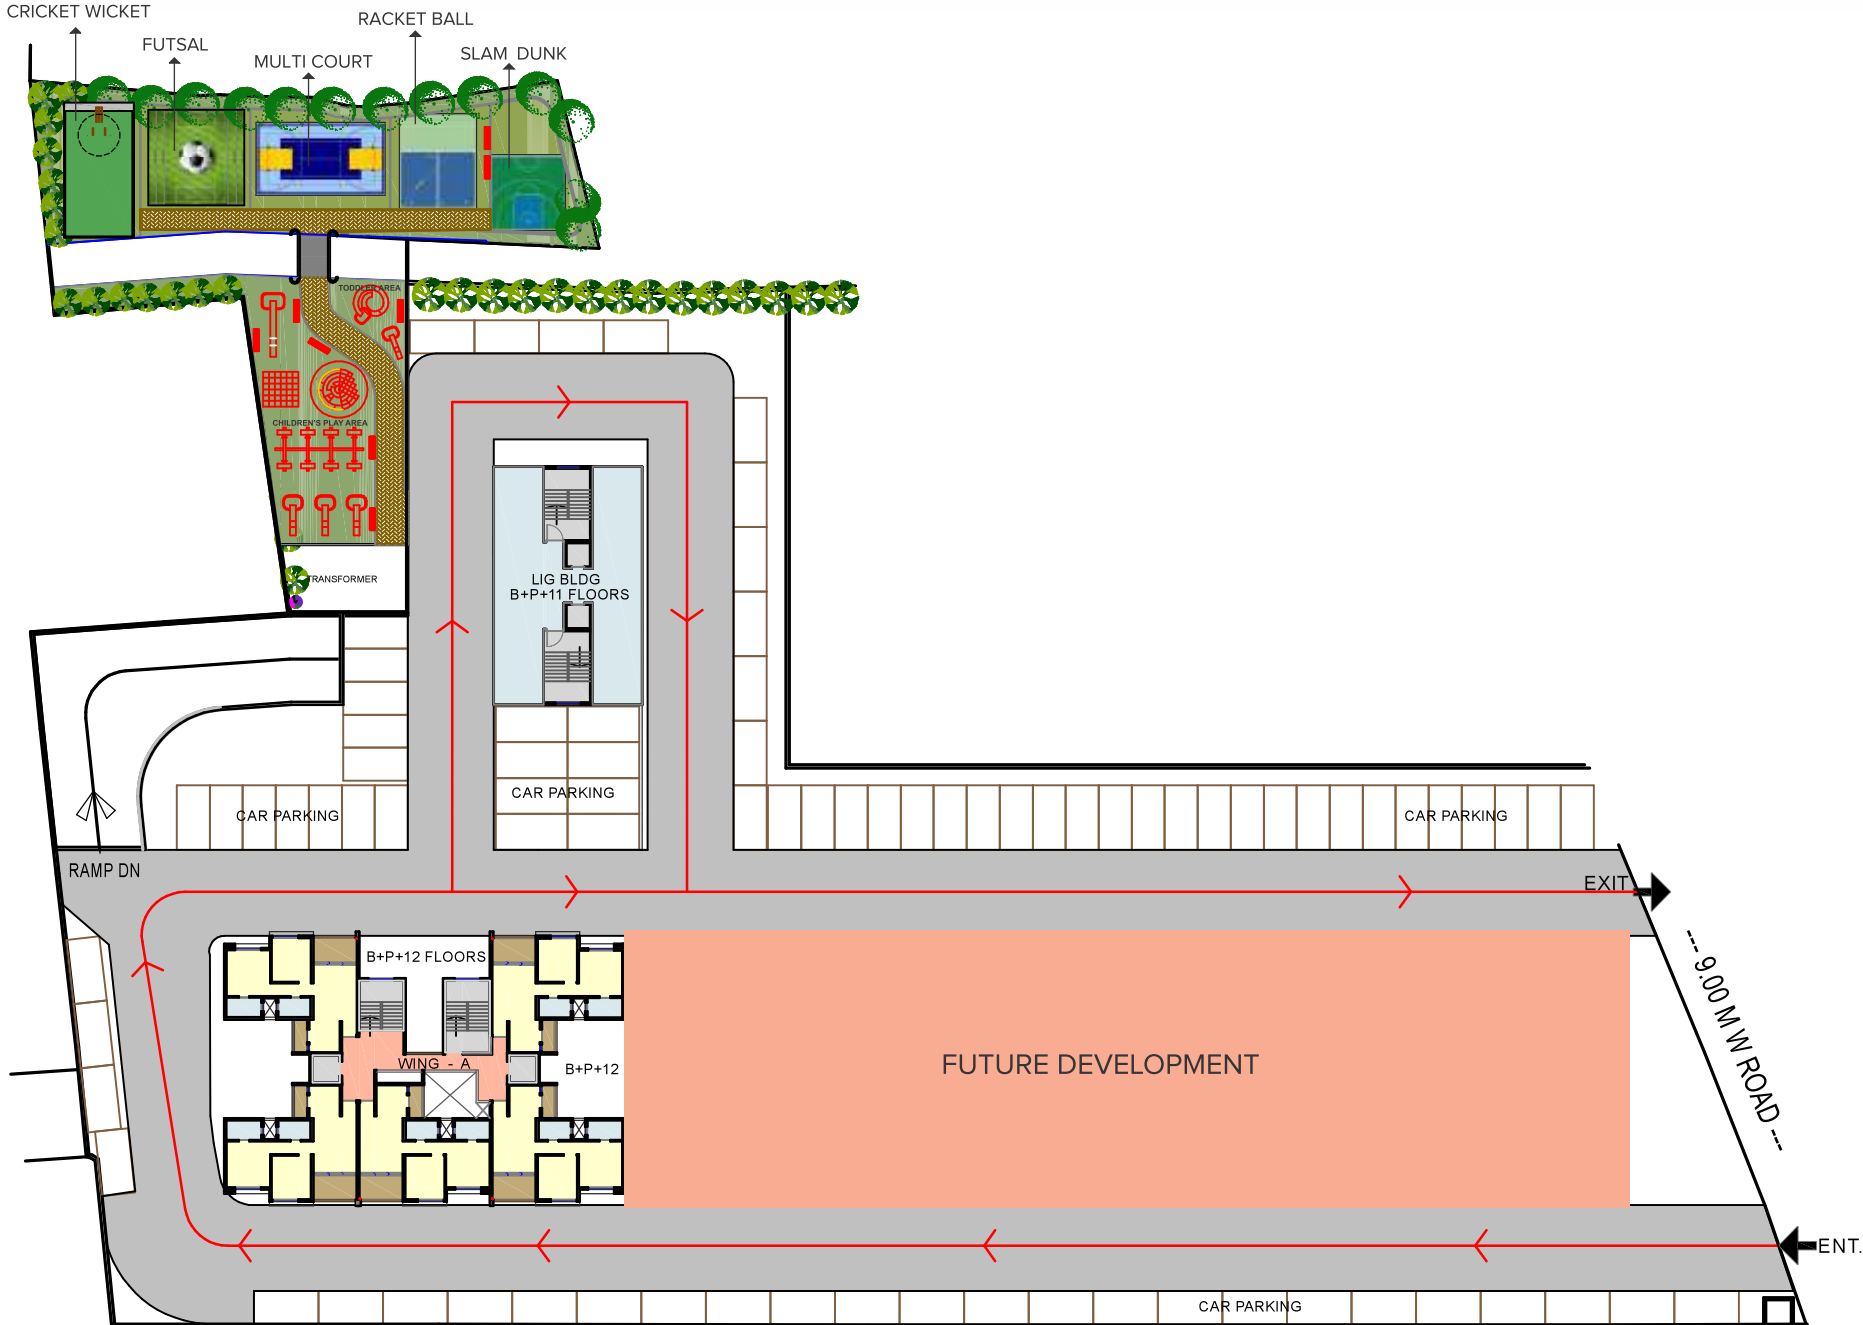 CRICKET WICKET
RACKET BALL
FUTSAL
SLAM DUNK
MULTI COURT
TODDLER AREA
CHILDREN'S PLAY AREA
TRANSFORMER
LIG BLDG
B+P+11 FLOORS
CAR PARKING
CAR PARKING
CAR PARKING
RAMP DN
EXIT
B+P+12 FLOORS
WING - A
B+P+12
FUTURE DEVELOPMENT
--- 9.00 M W ROAD ---
ENT.
CAR PARKING